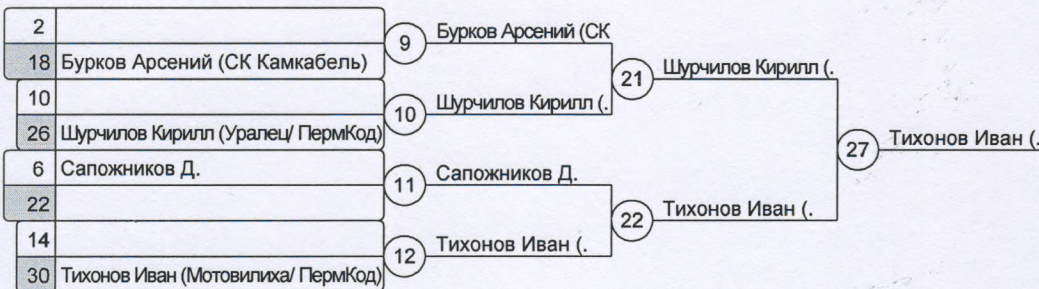 2
18 Бурков Арсений (СК Камкабель)
9
Бурков Арсений (СК
10
26 Шурчилов Кирилл (Уралец/ ПермКод)
10
Шурчилов Кирилл (.
21
Шурчилов Кирилл (.
6 Сапожников Д.
22
11
Сапожников Д.
14
30 Тихонов Иван (Мотовилиха/ ПермКод)
12
Тихонов Иван (.
22
Тихонов Иван (.
27
Тихонов Иван (.